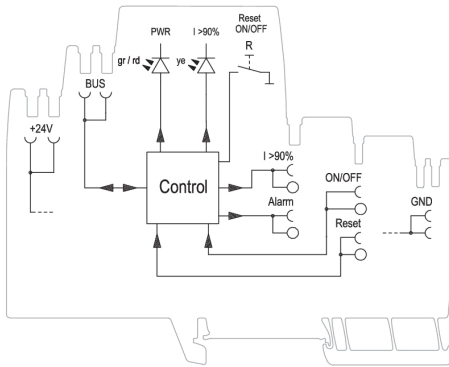 Reset
ON/OFF
PWR
I >90%
R
gr / rd
ye
BUS
+24V
I >90%
Control
ON/OFF
Alarm
GND
Reset